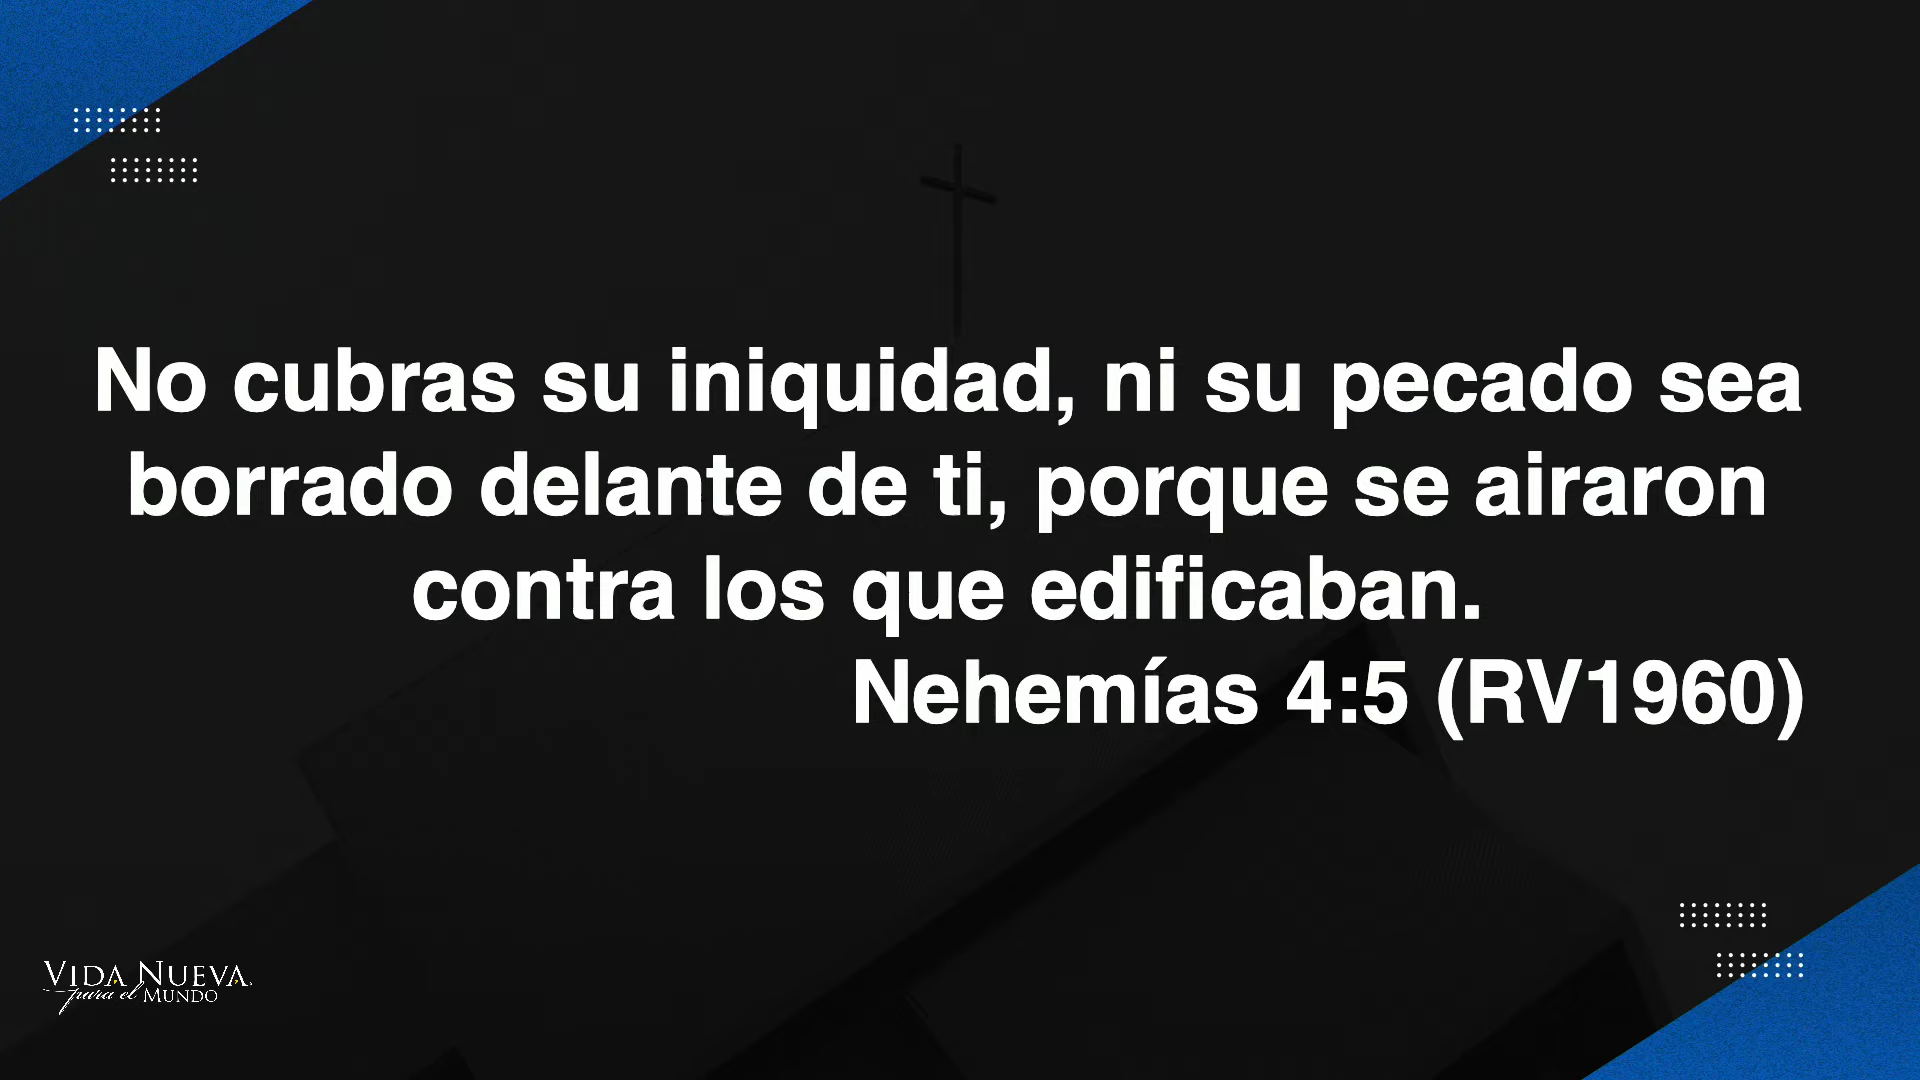 No cubras su iniquidad, ni su pecado sea
borrado delante de ti, porque se airaron
contra los que edificaban.
Nehemías 4:5 (RV1960)
VIDA NUEVA
para el MUNDO